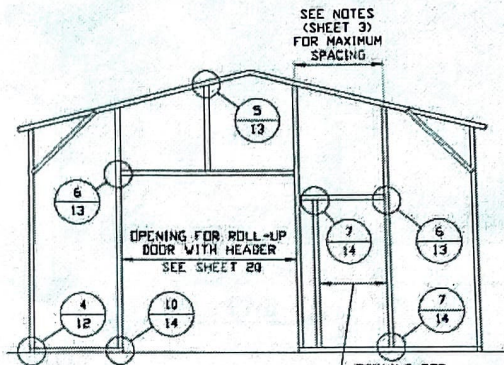 SEE NOTES
(SHEET 3)
FOR MAXIMUM
SPACING
5
13
6
13
OPENING FOR ROLL-UP
DOOR WITH HEADER
SEE SHEET 20
7
14
6
13
4
12
10
14
7
14